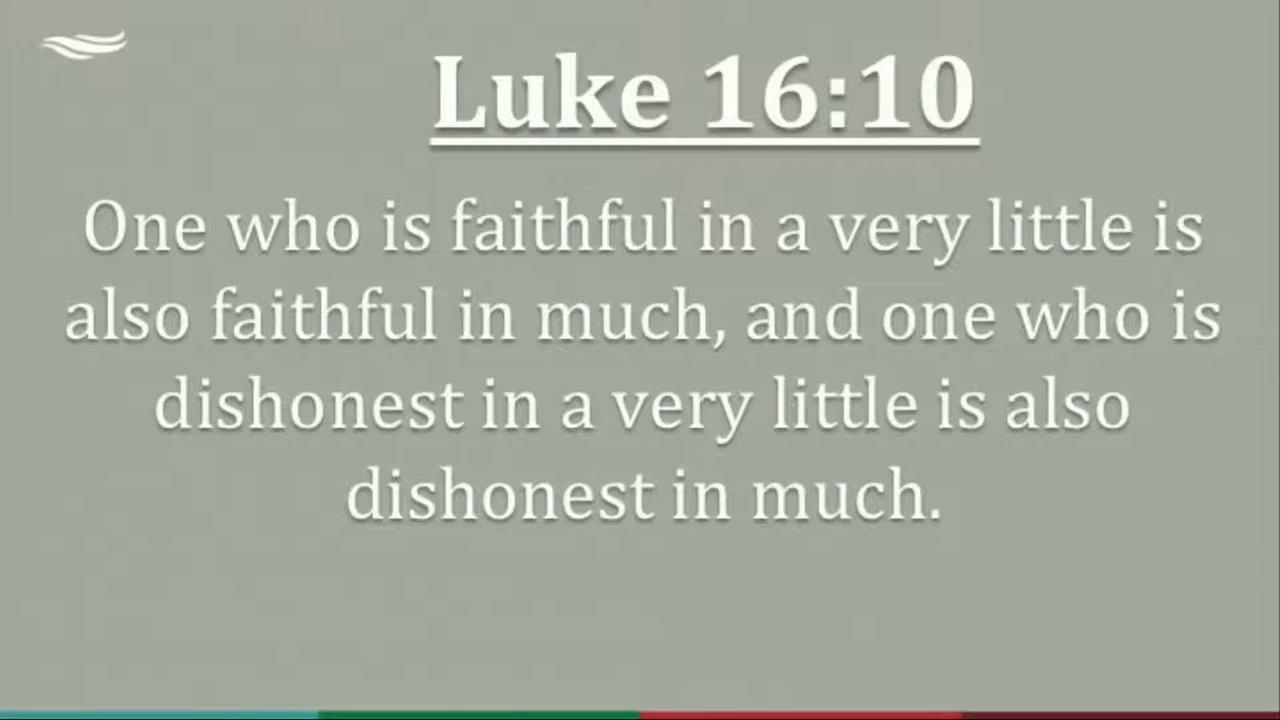 Luke 16:10
One who is faithful in a very little is
also faithful in much, and one who is
dishonest in a very little is also
dishonest in much.